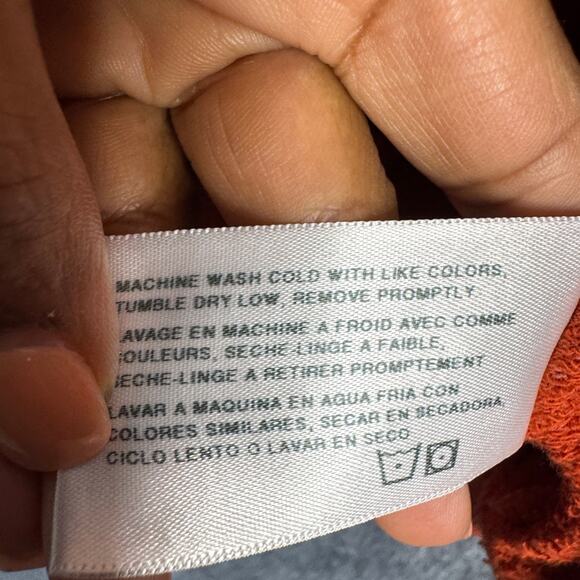 MACHINE WASH COLD WITH LIKE COLORS,
TUMBLE DRY LOW, REMOVE PROMPTLY
AVAGE EN MACHINE A FROID AVEC COMME
OULEURS, SECHE-LINGE A FAIBLE,
SECHE-LINGE A RETIRER PROMPTEMENT
LAVAR A MAQUINA EN AGUA FRIA CON
COLORES SIMILARES, SECAR EN SECADORA,
CICLO LENTO O LAVAR EN SECO